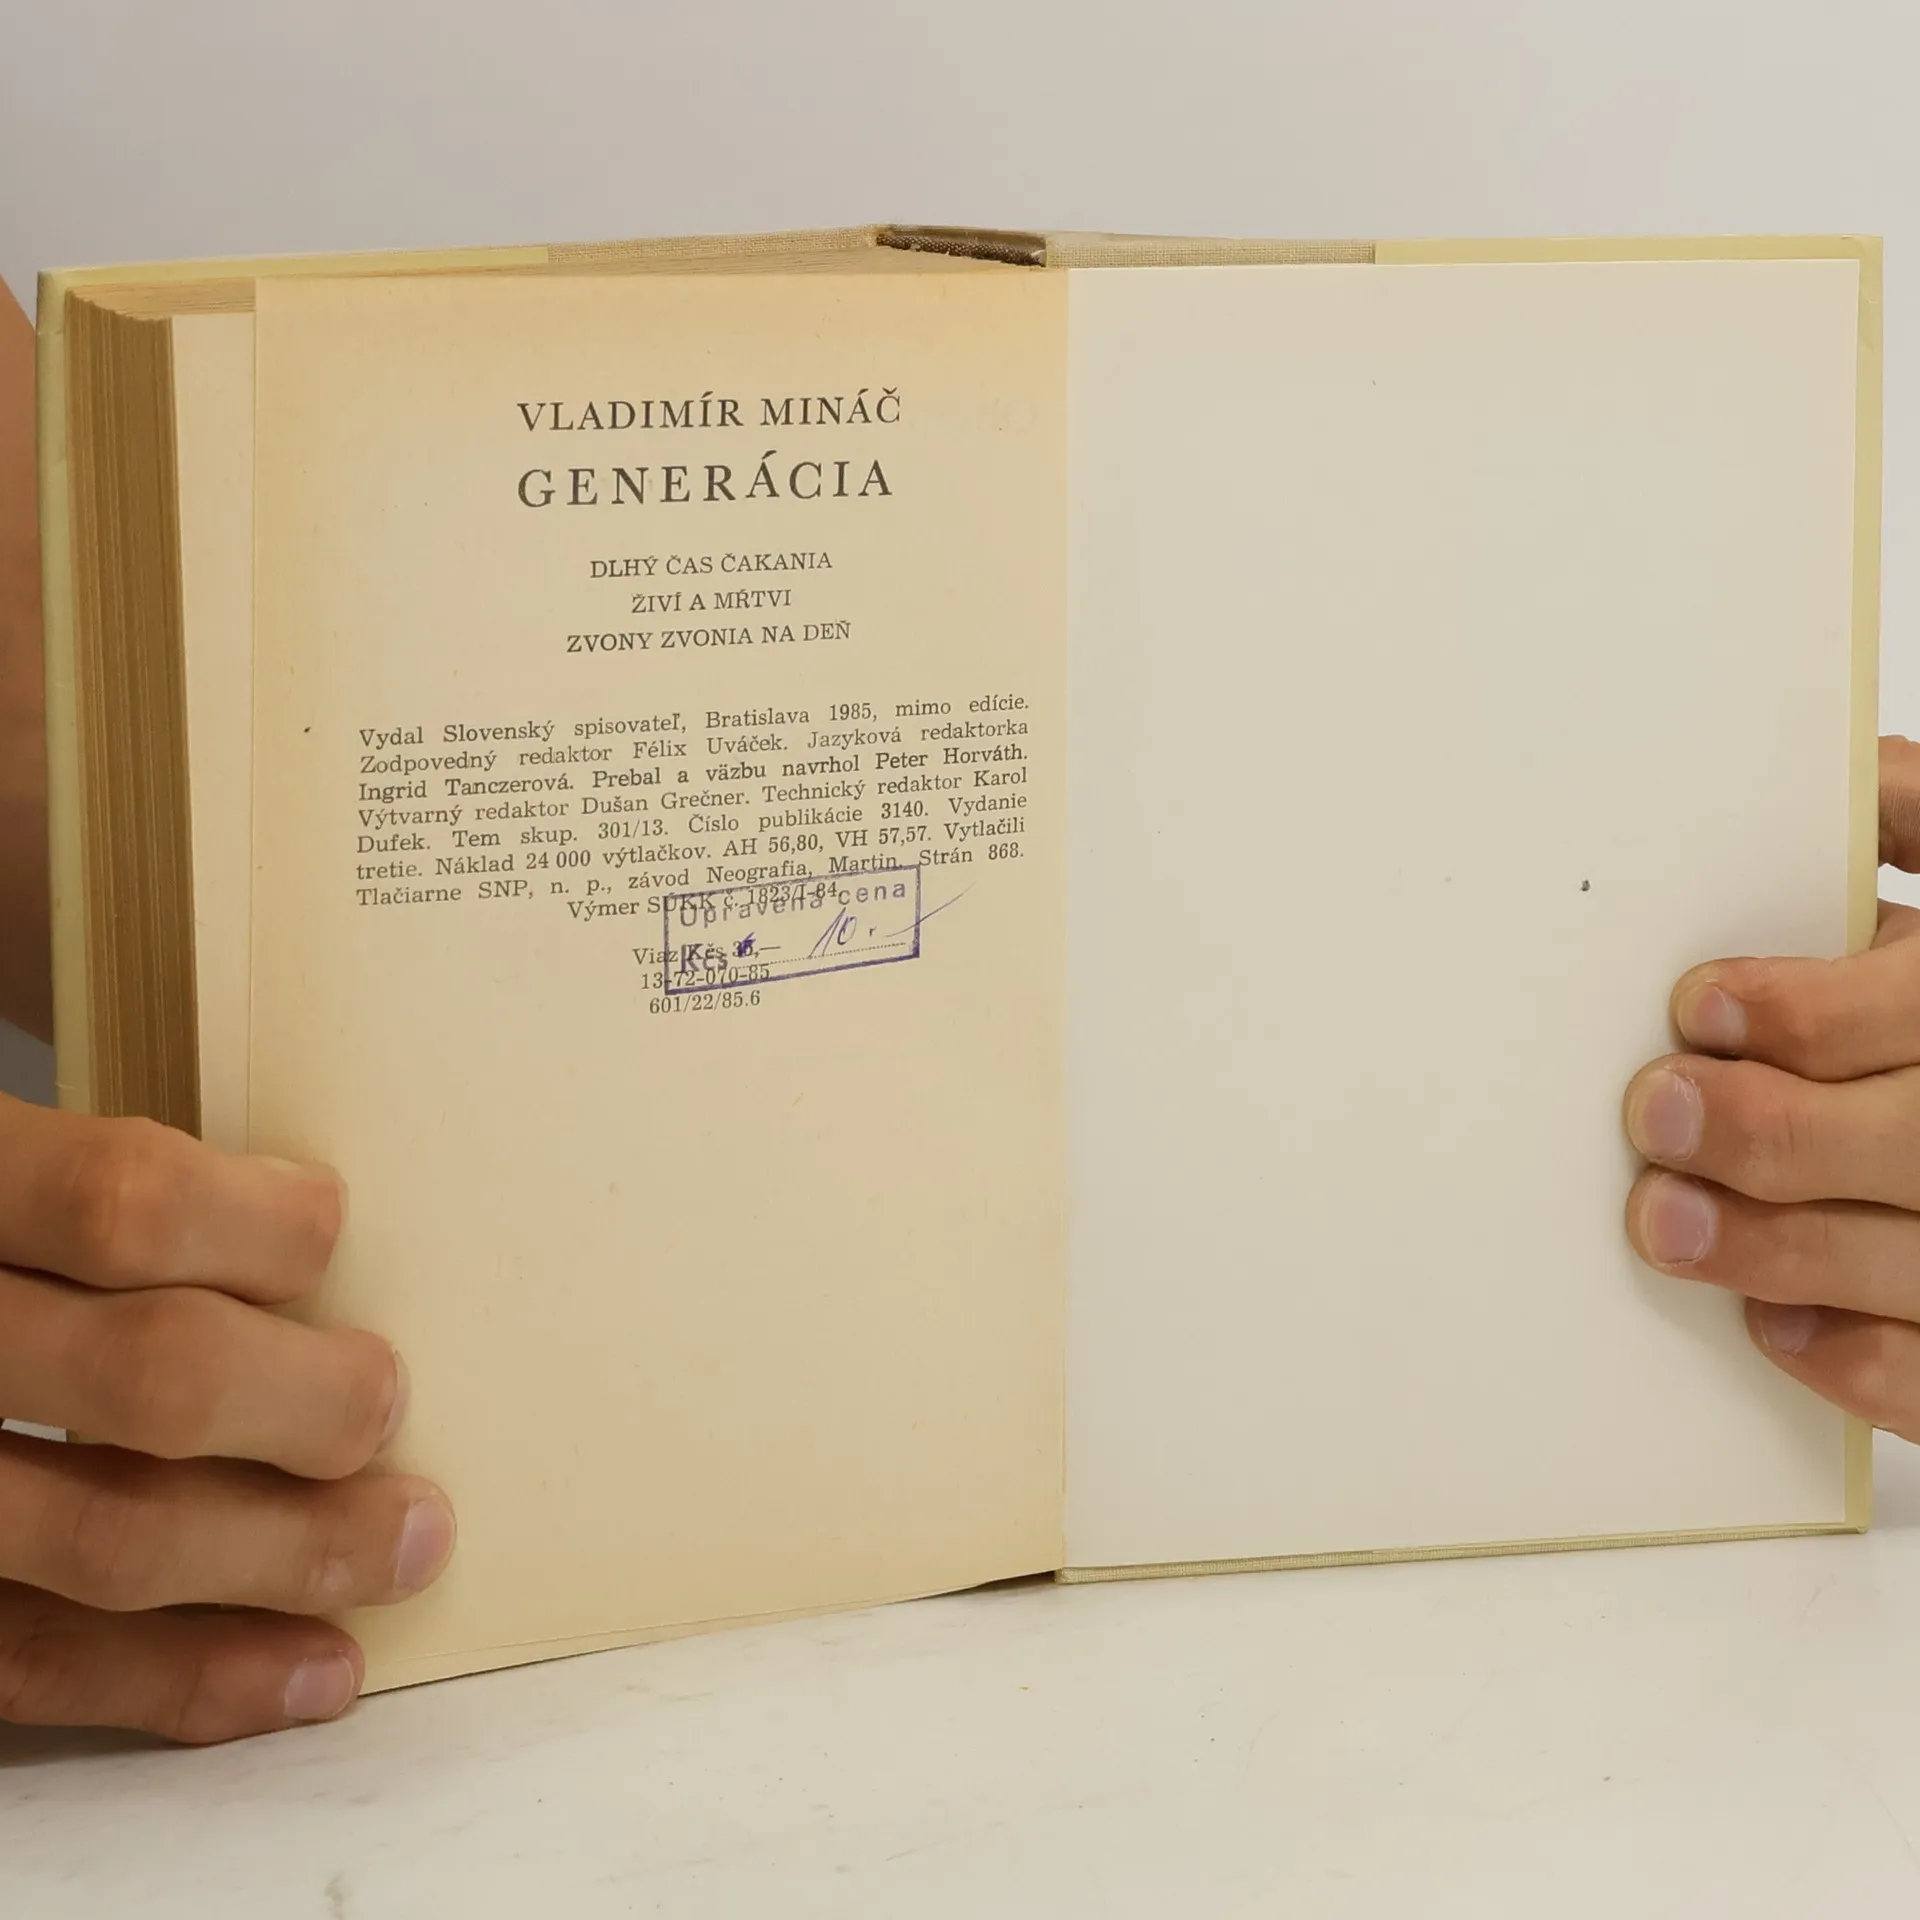 VLADIMÍR MINÁČ
GENERÁCIA
DLHÝ ČAS ČAKANIA
ŽIVÍ A MŔTVI
ZVONY ZVONIA NA DEŇ
Vydal Slovenský spisovateľ, Bratislava 1985, mimo edície.
Zodpovedný redaktor Félix Uváček. Jazyková redaktorka
Ingrid Tanczerová. Prebal a väzbu navrhol Peter Horváth.
Výtvarný redaktor Dušan Grečner. Technický redaktor Karol
Dufek. Tem skup. 301/13. Číslo publikácie 3140. Vydanie
tretie. Náklad 24 000 výtlačkov. AH 56,80, VH 57,57. Vytlačili
Tlačiarne SNP, n. p., závod Neografia, Martin. Strán 868.
Výmer SÚKK č. 1823/I-84.
Upravená cena
Kčs 10.-
Viaz Kčs
13-72-070-85
601/22/85.6